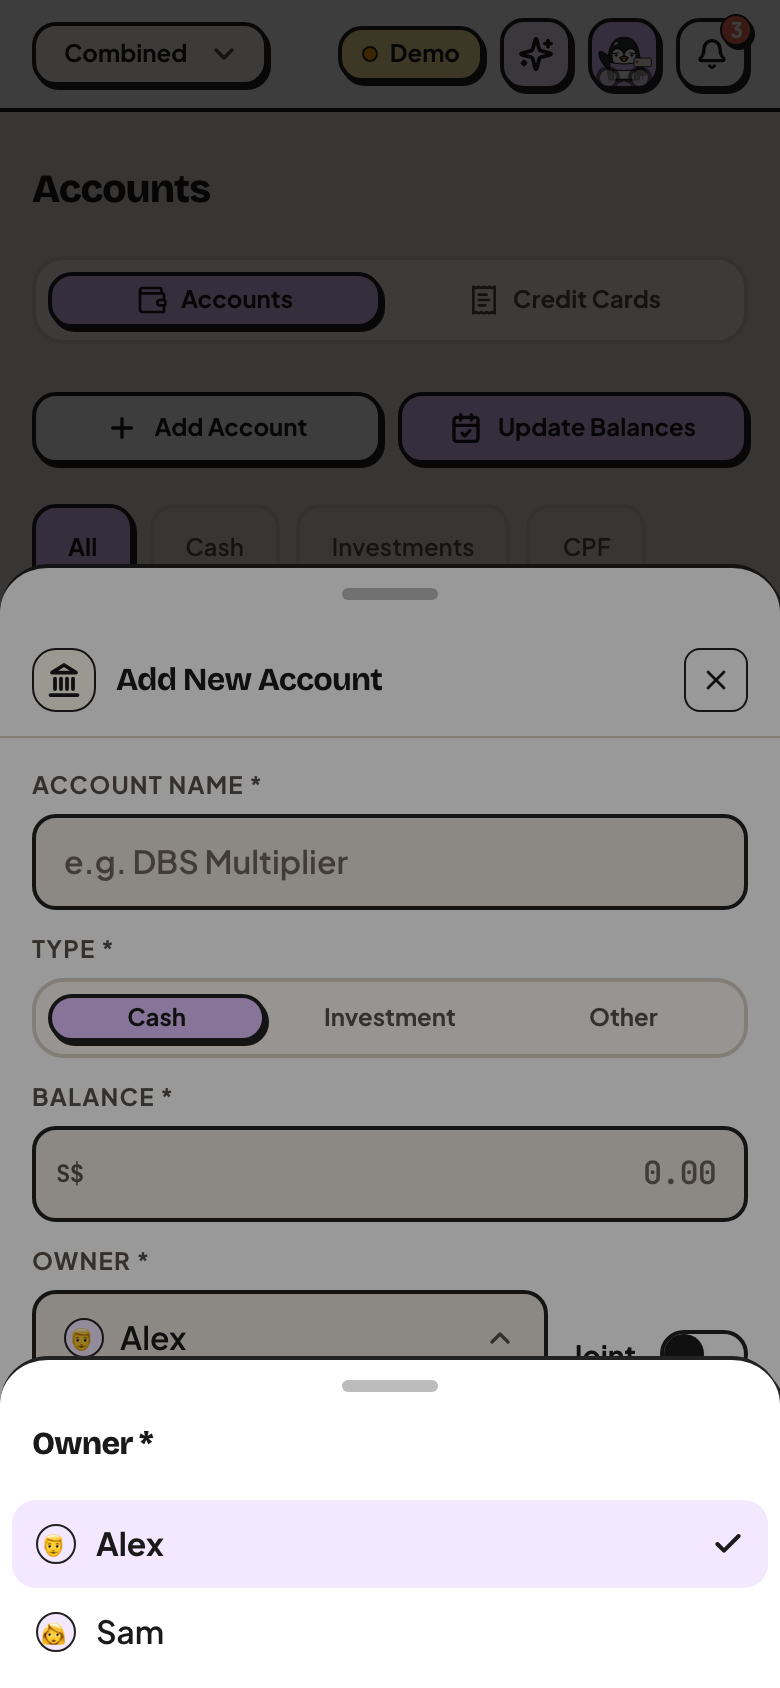 Combined
Demo
3
Accounts
Accounts
Credit Cards
Add Account
Update Balances
All
Cash
Investments
CPF
Add New Account
ACCOUNT NAME *
e.g. DBS Multiplier
TYPE *
Cash
Investment
Other
BALANCE *
S$
0.00
OWNER *
Alex
Joint
Owner *
Alex
Sam